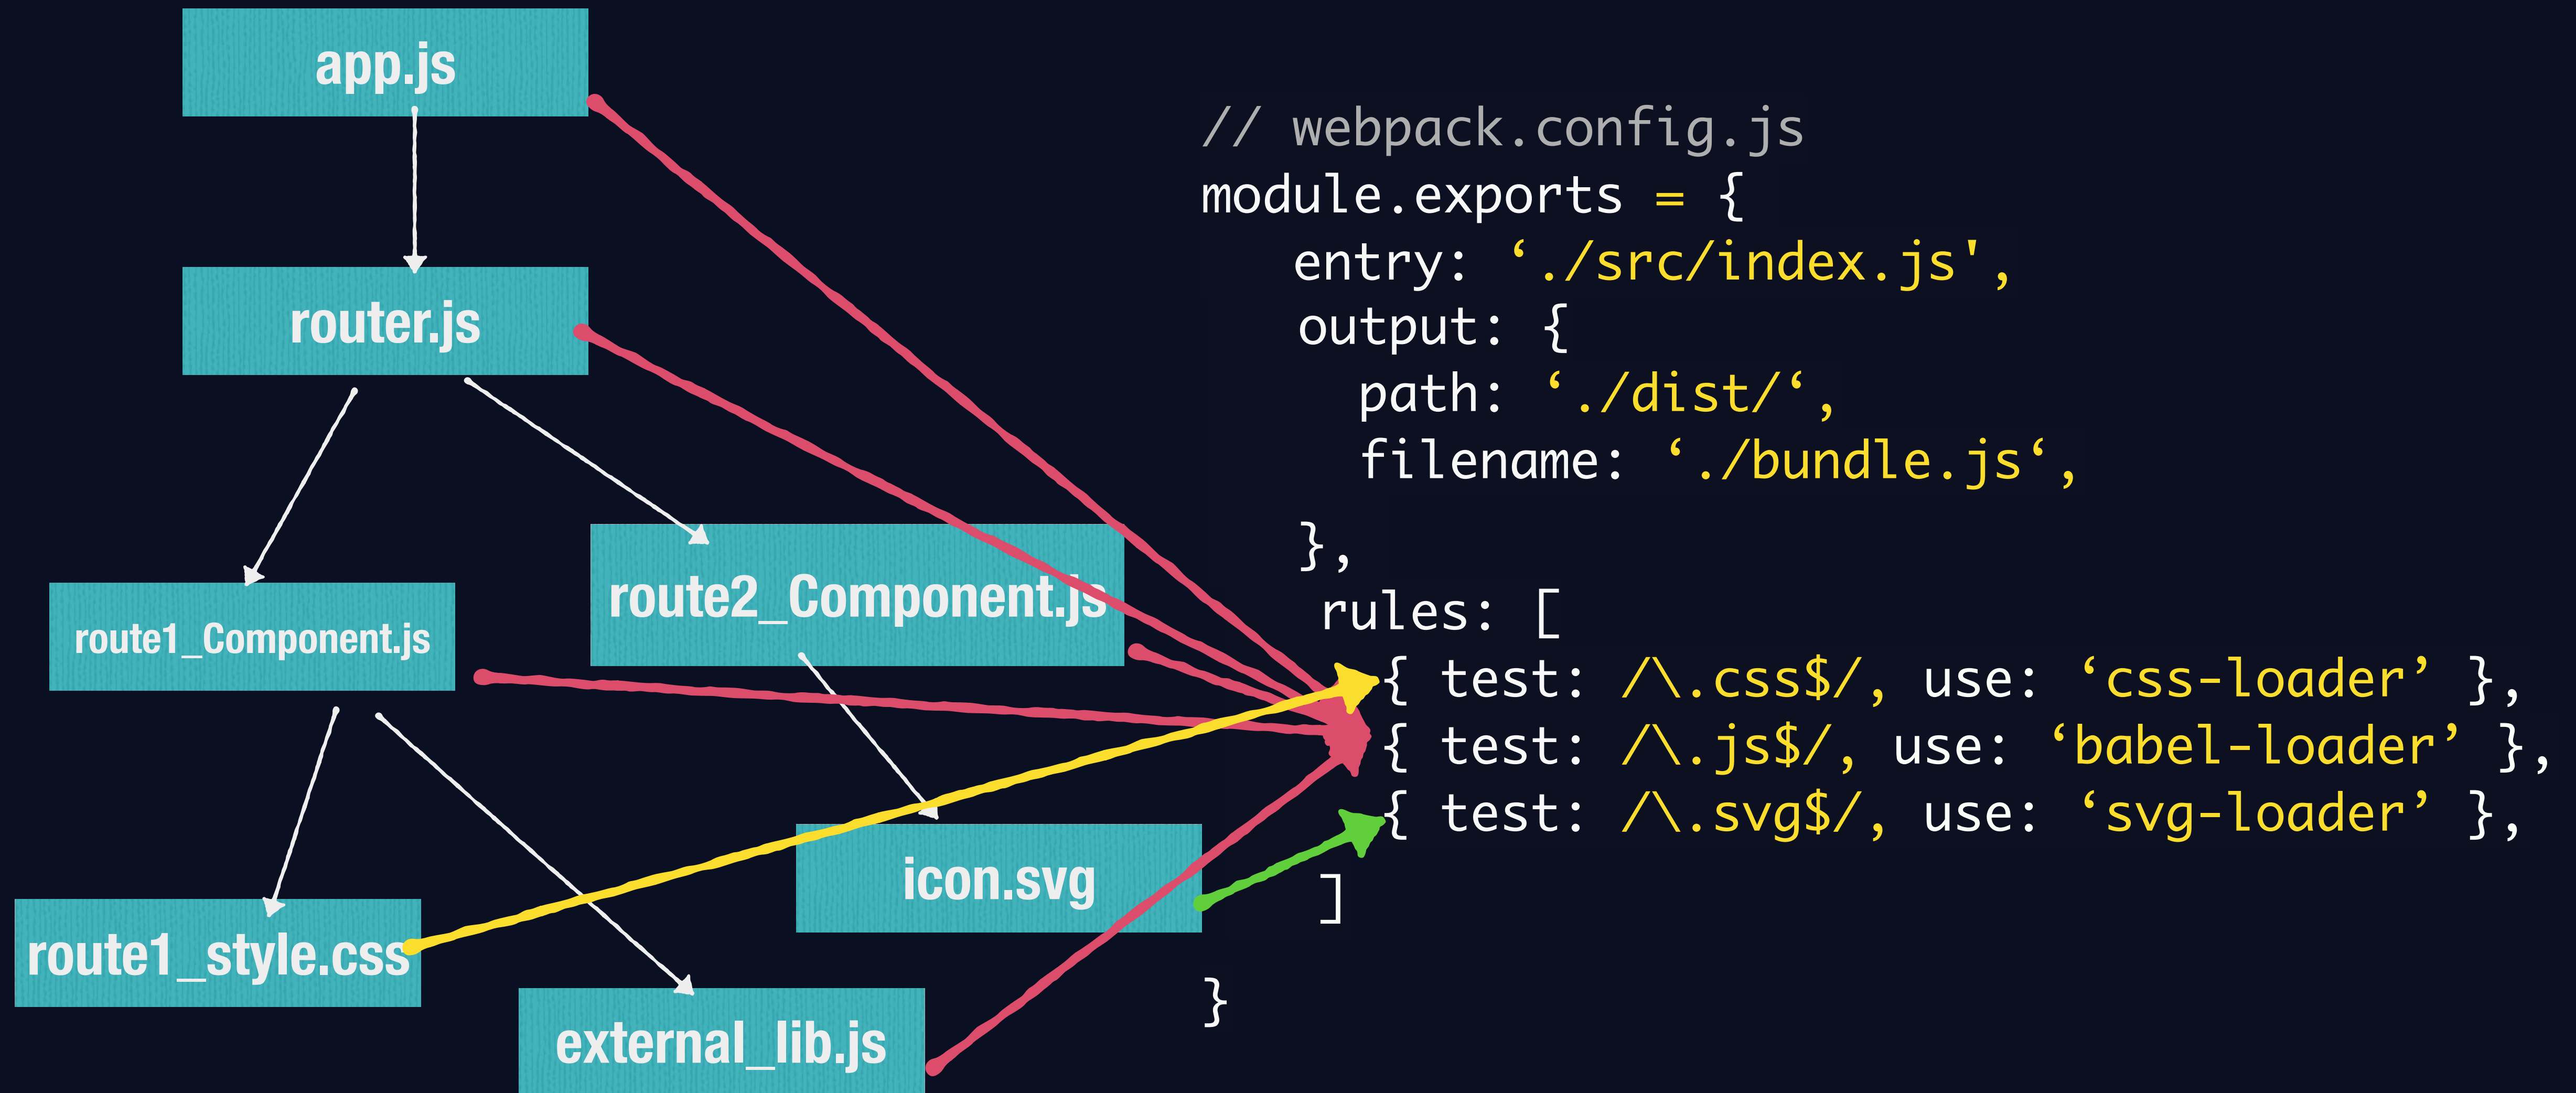 app.js
router.js
route1_Component.js
route2_Component.js
route1_style.css
icon.svg
external_lib.js
// webpack.config.js
module.exports = {
entry: ‘./src/index.js',
output: {
path: ‘./dist/‘,
filename: ‘./bundle.js‘,
},
rules: [
{ test: /\.css$/, use: ‘css-loader’ },
{ test: /\.js$/, use: ‘babel-loader’ },
{ test: /\.svg$/, use: ‘svg-loader’ },
]
}